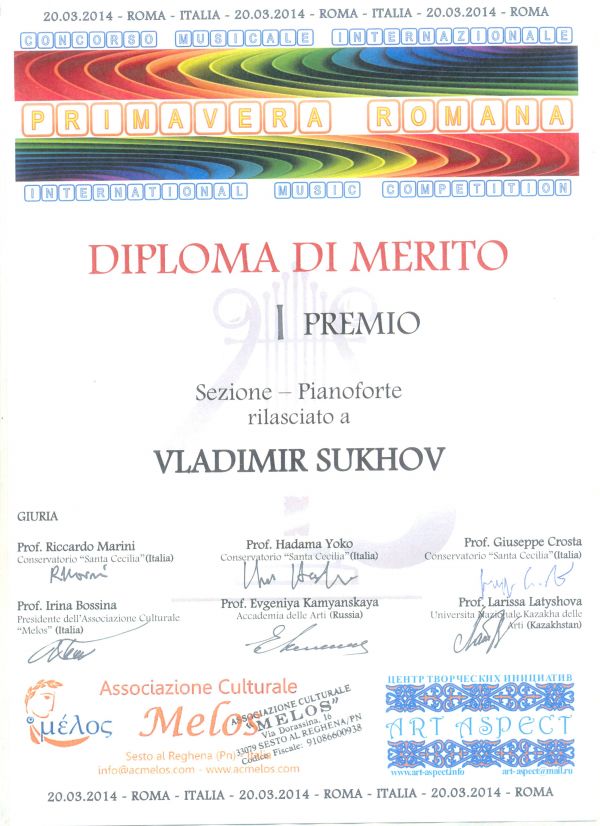 20.03.2014 - ROMA - ITALIA - 20.03.2014 - ROMA - ITALIA - 20.03.2014 - ROMA
CONCORSO MUSICALE INTERNAZIONALE
PRIMAVERA ROMANA
INTERNATIONAL MUSIC COMPETITION
DIPLOMA DI MERITO
I PREMIO
Sezione – Pianoforte
rilasciato a
VLADIMIR SUKHOV
GIURIA
Prof. Riccardo Marini
Conservatorio "Santa Cecilia"(Italia)
Prof. Hadama Yoko
Conservatorio "Santa Cecilia"(Italia)
Prof. Giuseppe Crosta
Conservatorio "Santa Cecilia"(Italia)
Prof. Irina Bossina
Presidente dell'Associazione Culturale
"Melos" (Italia)
Prof. Evgeniya Kamyanskaya
Accademia delle Arti (Russia)
Prof. Larissa Latyshova
Universita Nazionale Kazakha delle
Arti (Kazakhstan)
μέλος
Associazione Culturale
Melos
Sesto al Reghena (Pn) - Italia
info@acmelos.com - www.acmelos.com
ASSOCIAZIONE CULTURALE
"MELOS"
Via Dorassina, 16
33079 SESTO AL REGHENA/PN
Codice Fiscale: 91086600938
ЦЕНТР ТВОРЧЕСКИХ ИНИЦИАТИВ
ART ASPECT
www.art-aspect.info art-aspect@mail.ru
20.03.2014 - ROMA - ITALIA - 20.03.2014 - ROMA - ITALIA - 20.03.2014 - ROMA